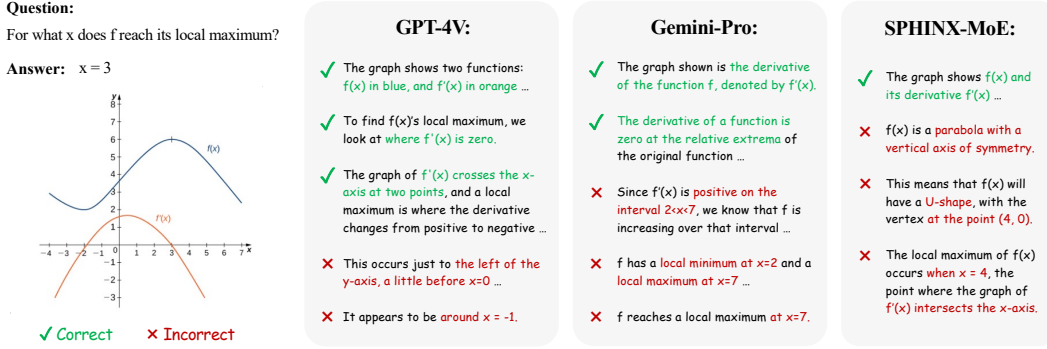 Question:
For what x does f reach its local maximum?
Answer: x = 3
y
8
7
6
5
4
3
2
1
f(x)
f'(x)
-4 -3 -2 -1 0 1 2 3 4 5 6 7 x
-1
-2
-3
✓ Correct ✕ Incorrect
GPT-4V:
✓ The graph shows two functions:
f(x) in blue, and f'(x) in orange ...
✓ To find f(x)'s local maximum, we
look at where f'(x) is zero.
✓ The graph of f'(x) crosses the x-
axis at two points, and a local
maximum is where the derivative
changes from positive to negative ...
✕ This occurs just to the left of the
y-axis, a little before x=0 ...
✕ It appears to be around x = -1.
Gemini-Pro:
✓ The graph shown is the derivative
of the function f, denoted by f'(x).
✓ The derivative of a function is
zero at the relative extrema of
the original function ...
✕ Since f'(x) is positive on the
interval 2<x<7, we know that f is
increasing over that interval ...
✕ f has a local minimum at x=2 and a
local maximum at x=7 ...
✕ f reaches a local maximum at x=7.
SPHINX-MoE:
✓ The graph shows f(x) and
its derivative f'(x) ...
✕ f(x) is a parabola with a
vertical axis of symmetry.
✕ This means that f(x) will
have a U-shape, with the
vertex at the point (4, 0).
✕ The local maximum of f(x)
occurs when x = 4, the
point where the graph of
f'(x) intersects the x-axis.